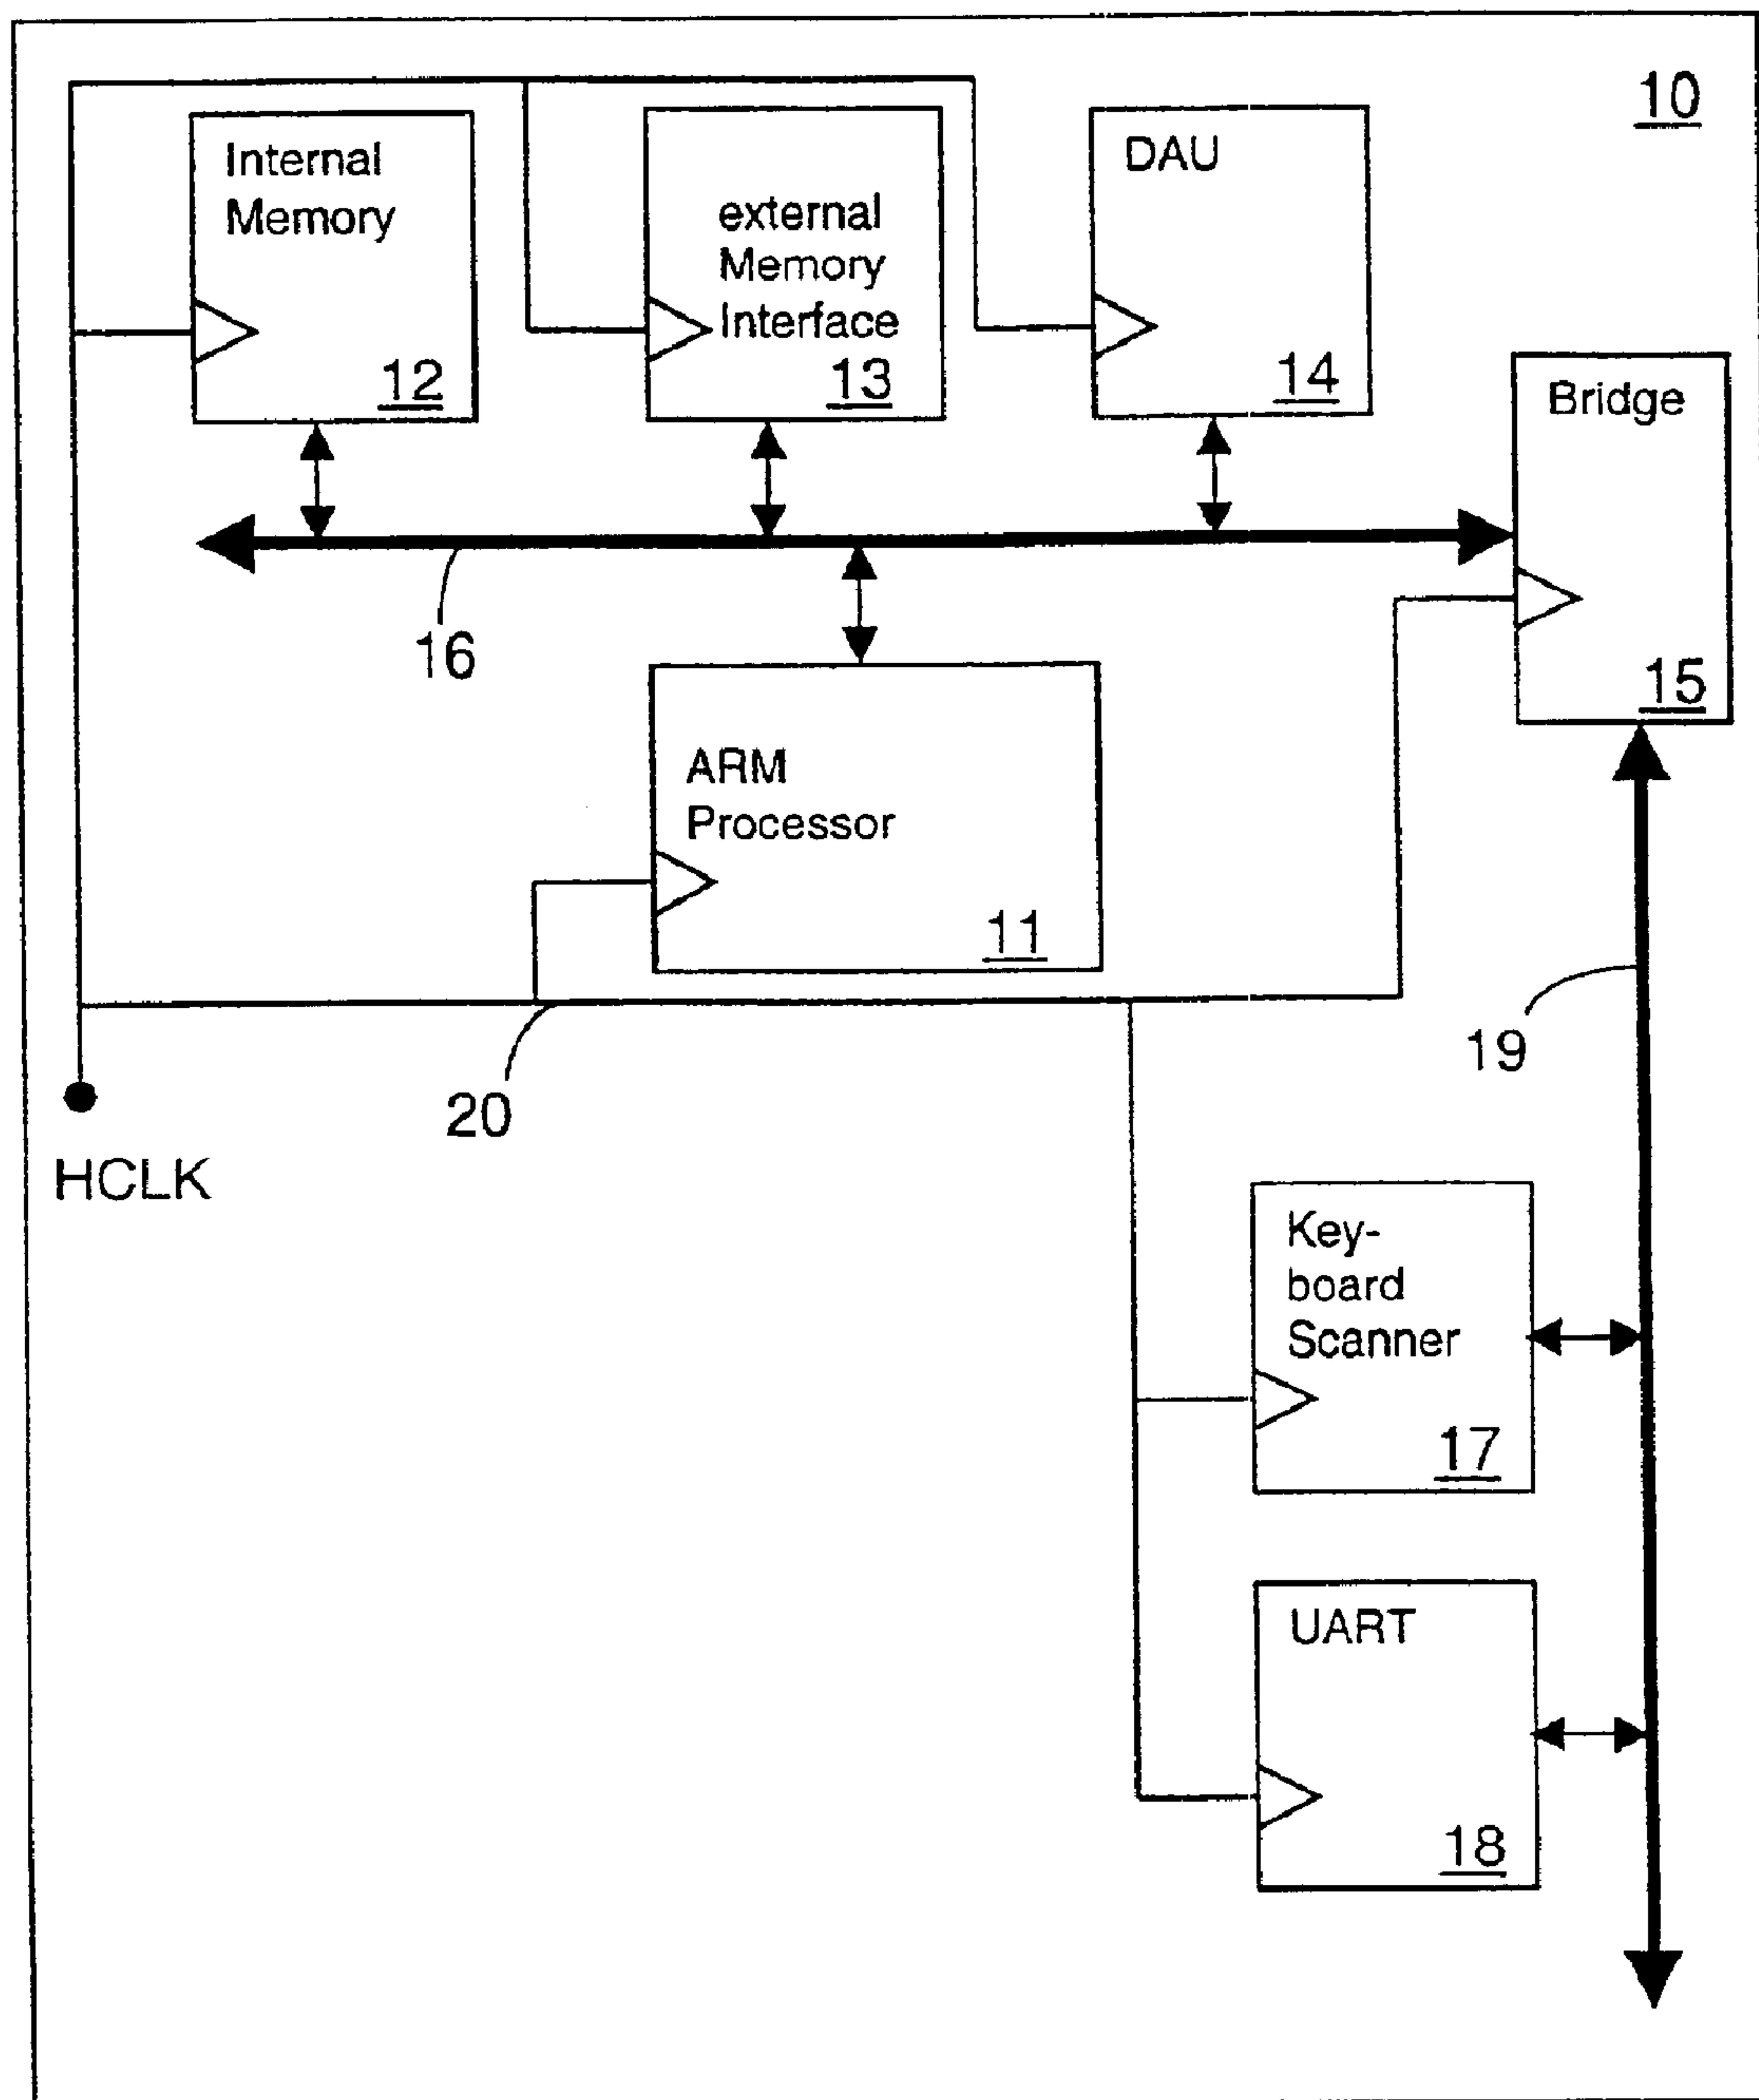 10
Internal
Memory
12
external
Memory
Interface
13
DAU
14
Bridge
15
16
ARM
Processor
11
19
20
HCLK
Key-
board
Scanner
17
UART
18